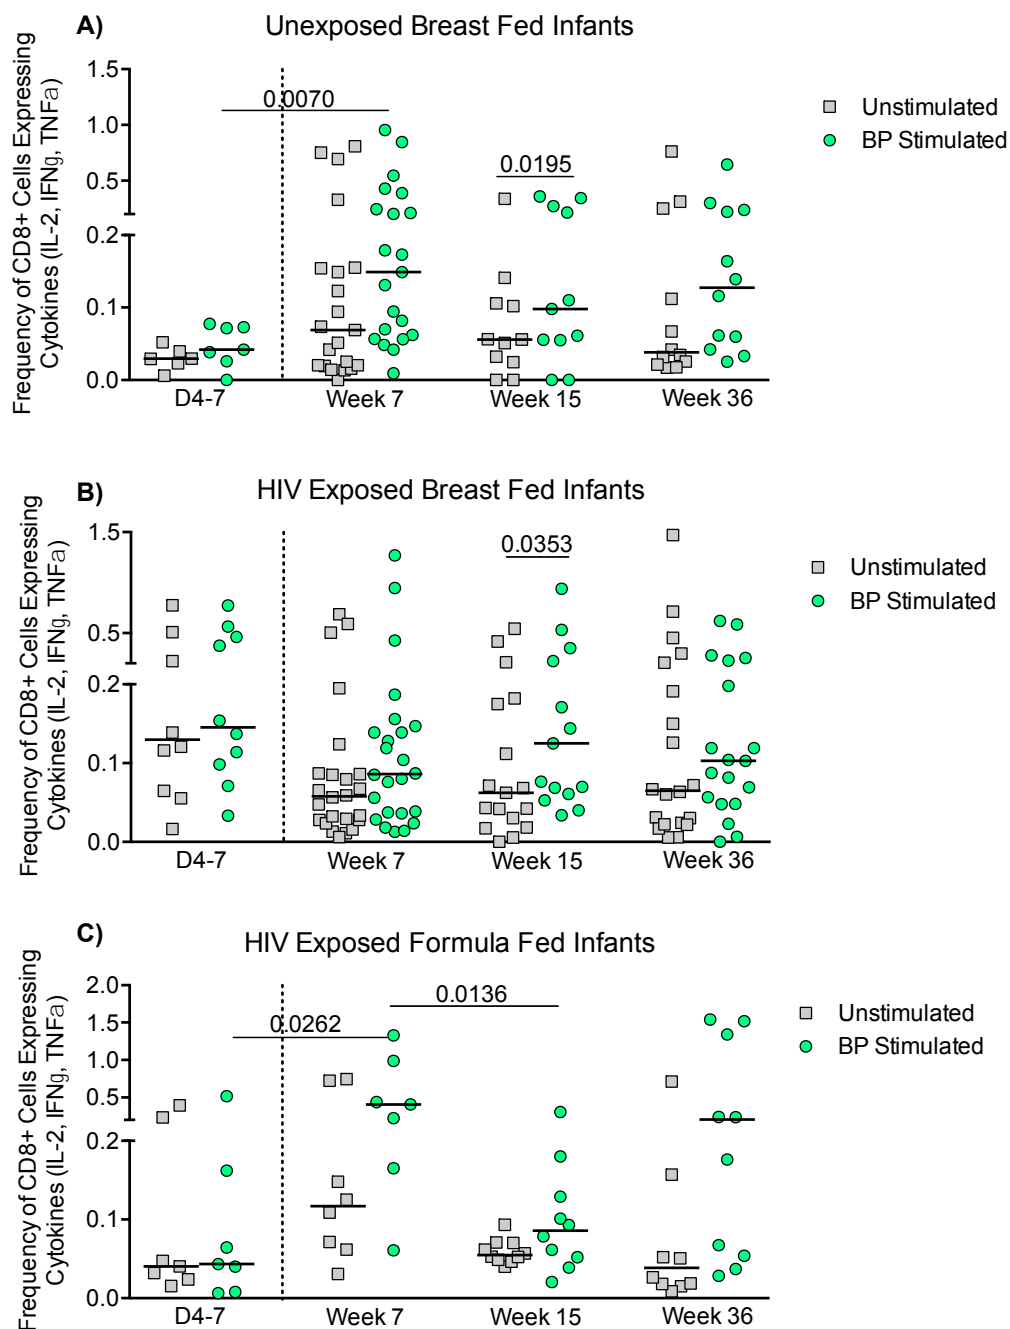 A)
Unexposed Breast Fed Infants
Frequency of CD8+ Cells Expressing
Cytokines (IL-2, IFNg, TNFa)
1.5
1.0
0.5
0.2
0.1
0.0
0.0070
0.0195
Unstimulated
BP Stimulated
D4-7
Week 7
Week 15
Week 36
B)
HIV Exposed Breast Fed Infants
Frequency of CD8+ Cells Expressing
Cytokines (IL-2, IFNg, TNFa)
1.5
0.5
0.2
0.1
0.0
0.0353
Unstimulated
BP Stimulated
D4-7
Week 7
Week 15
Week 36
C)
HIV Exposed Formula Fed Infants
Frequency of CD8+ Cells Expressing
Cytokines (IL-2, IFNg, TNFa)
2.0
1.5
1.0
0.5
0.2
0.1
0.0
0.0262
0.0136
Unstimulated
BP Stimulated
D4-7
Week 7
Week 15
Week 36